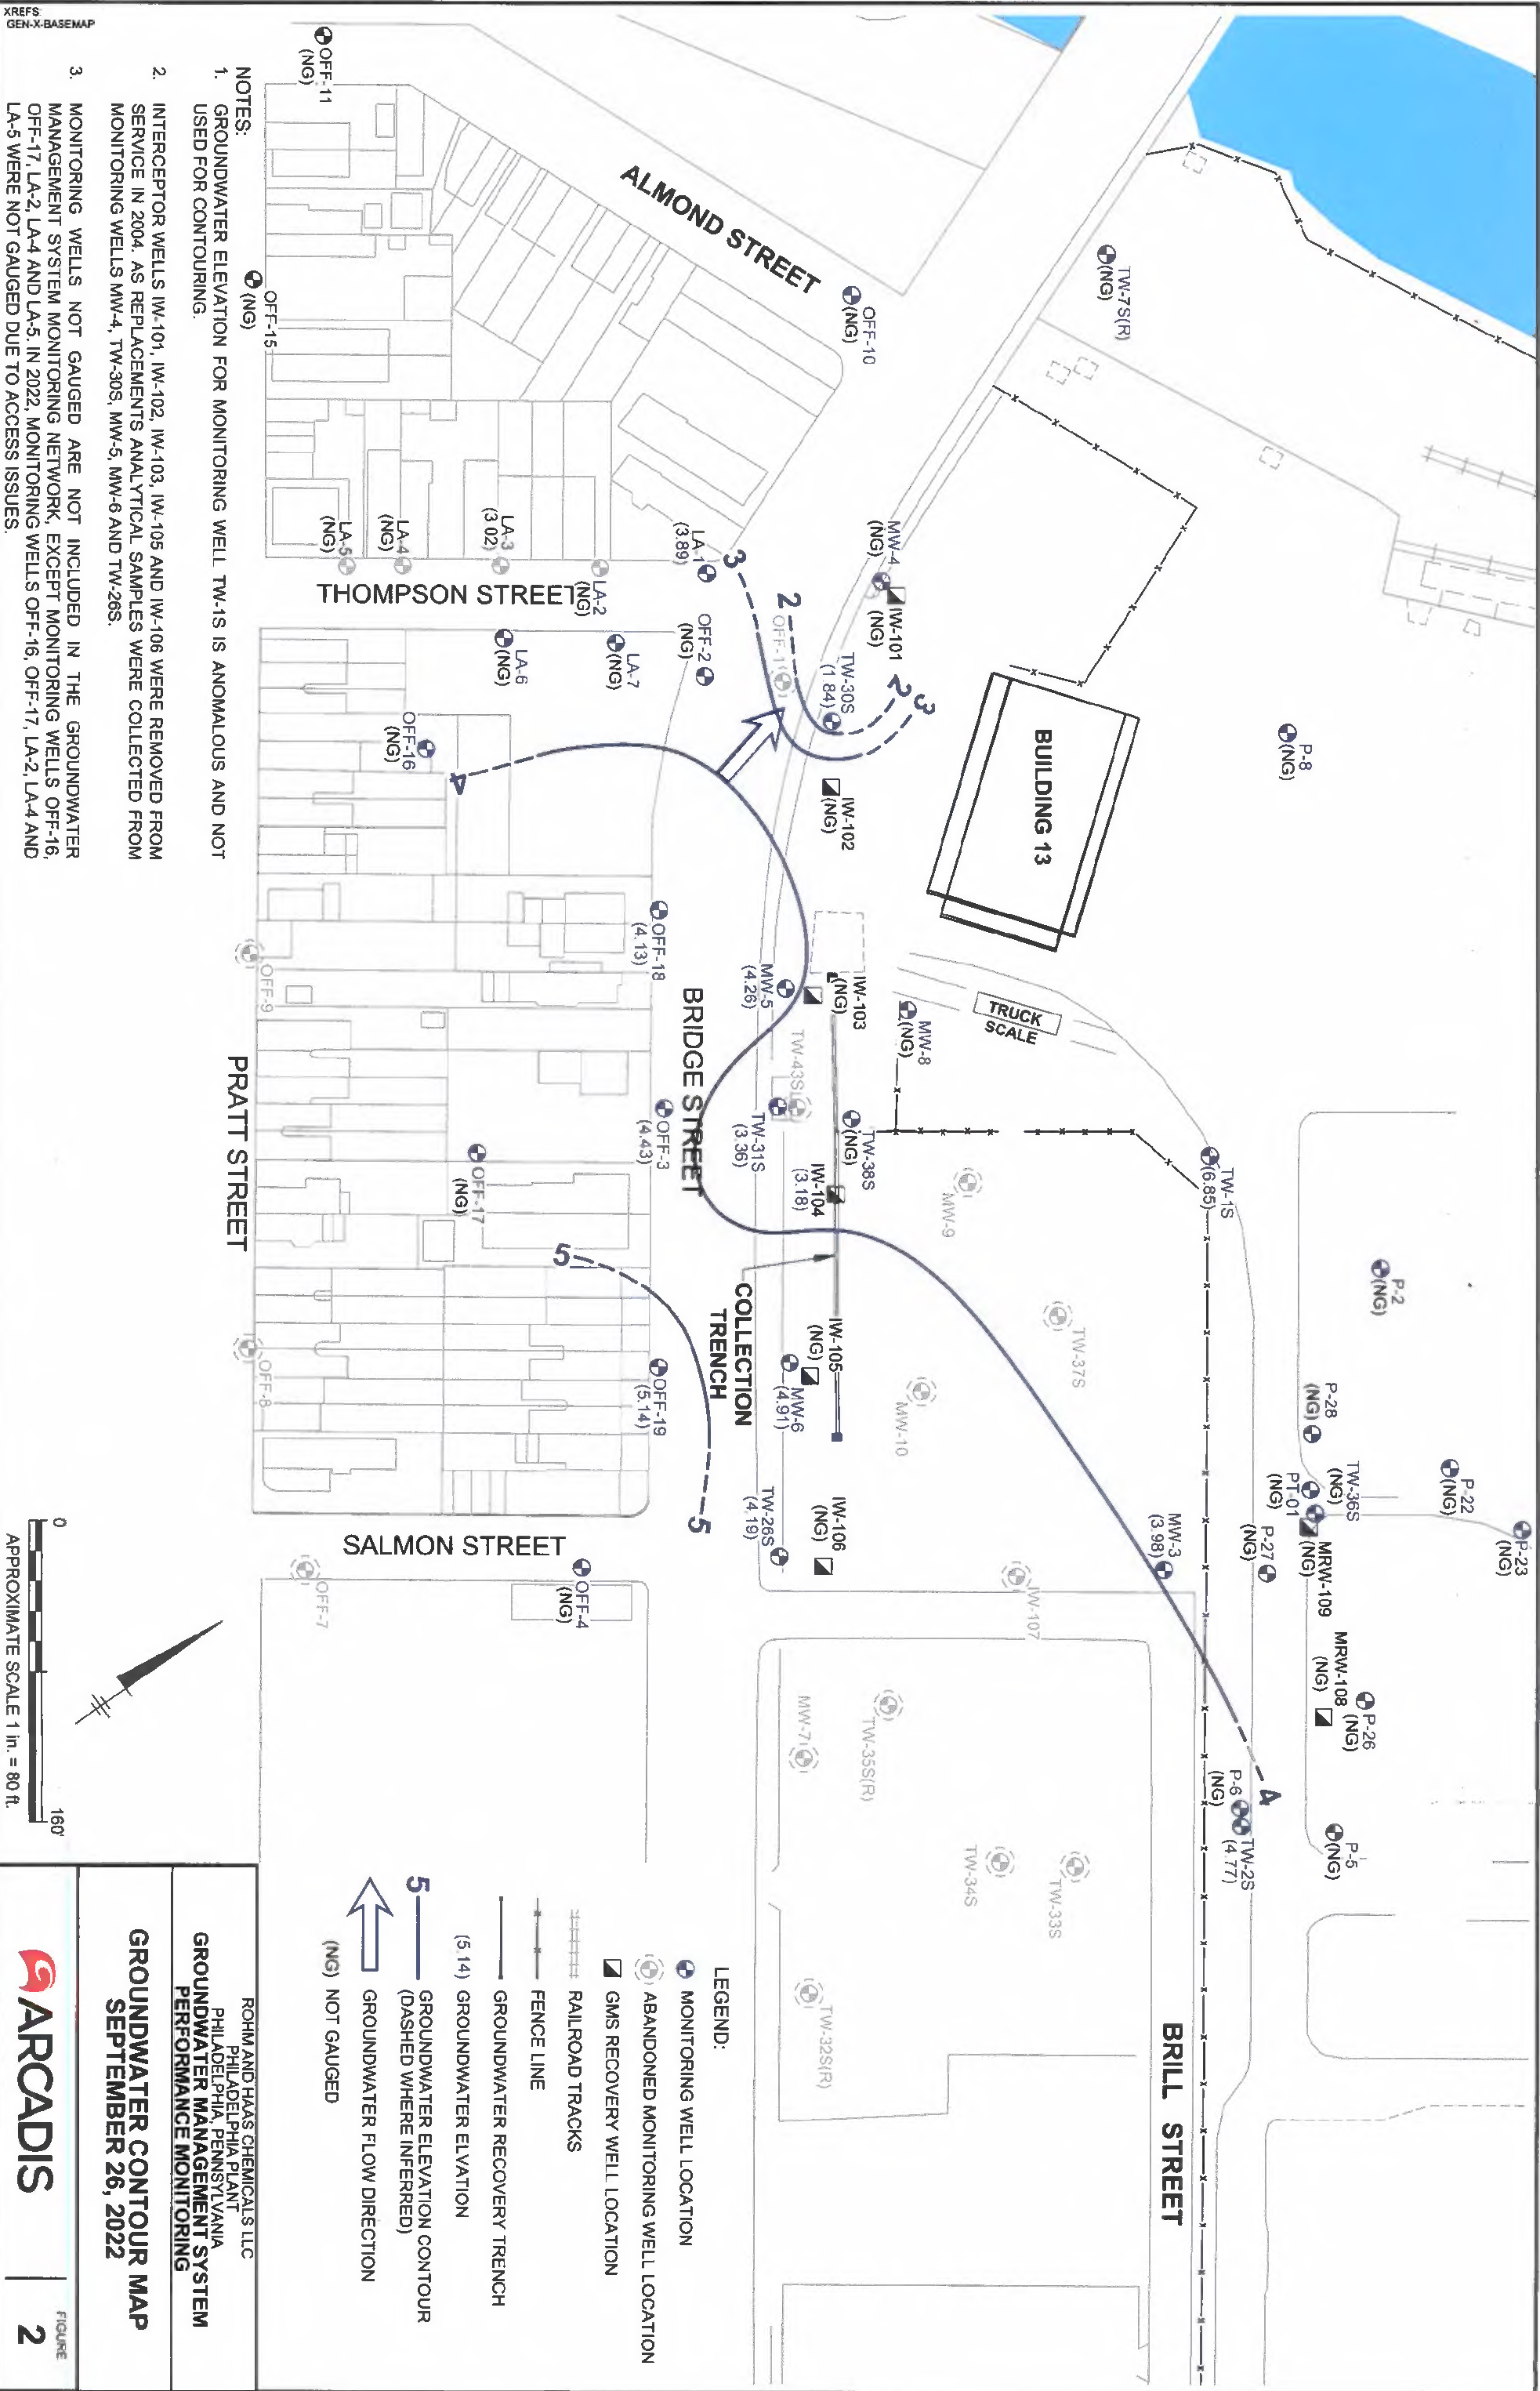 XREFS:
GEN-X-BASEMAP
OFF-11
(NG)
OFF-15
(NG)
ALMOND STREET
OFF-10
(NG)
TW-7S(R)
(NG)
P-8
(NG)
BUILDING 13
MW-4
(NG)
IW-101
(NG)
LA-1
(3.89)
LA-3
(3.02)
LA-4
(NG)
LA-5
(NG)
LA-2
(NG)
THOMPSON STREET
3
2
OFF-1
TW-30S
(1.84)
2
3
OFF-2
(NG)
LA-7
(NG)
LA-6
(NG)
OFF-16
(NG)
4
IW-102
(NG)
OFF-18
(4.13)
MW-5
(4.26)
IW-103
(NG)
MW-8
(NG)
TRUCK
SCALE
OFF-9
PRATT STREET
BRIDGE STREET
TW-43S
TW-31S
(3.36)
OFF-3
(4.43)
OFF-17
(NG)
TW-38S
(NG)
IW-104
(3.18)
MW-9
TW-1S
(6.85)
P-2
(NG)
COLLECTION
TRENCH
5
OFF-8
OFF-19
(5.14)
5
IW-105
(NG)
MW-6
(4.91)
MW-10
TW-37S
P-28
(NG)
TW-36S
(NG)
PT-01
(NG)
P-22
(NG)
P-23
(NG)
MRW-109
(NG)
P-27
(NG)
MW-3
(3.98)
IW-106
(NG)
TW-26S
(4.19)
SALMON STREET
OFF-4
(NG)
OFF-7
IW-107
MRW-108
(NG)
P-26
(NG)
MW-7
TW-35S(R)
4
P-6
(NG)
TW-2S
(4.77)
P-5
(NG)
TW-34S
TW-33S
TW-32S(R)
BRILL STREET
NOTES:
1. GROUNDWATER ELEVATION FOR MONITORING WELL TW-1S IS ANOMALOUS AND NOT
USED FOR CONTOURING.
2. INTERCEPTOR WELLS IW-101, IW-102, IW-103, IW-105 AND IW-106 WERE REMOVED FROM
SERVICE IN 2004. AS REPLACEMENTS ANALYTICAL SAMPLES WERE COLLECTED FROM
MONITORING WELLS MW-4, TW-30S, MW-5, MW-6 AND TW-26S.
3. MONITORING WELLS NOT GAUGED ARE NOT INCLUDED IN THE GROUNDWATER
MANAGEMENT SYSTEM MONITORING NETWORK, EXCEPT MONITORING WELLS OFF-16,
OFF-17, LA-2, LA-4 AND LA-5. IN 2022, MONITORING WELLS OFF-16, OFF-17, LA-2, LA-4 AND
LA-5 WERE NOT GAUGED DUE TO ACCESS ISSUES.
0
160'
APPROXIMATE SCALE 1 in. = 80 ft.
LEGEND:
MONITORING WELL LOCATION
ABANDONED MONITORING WELL LOCATION
GMS RECOVERY WELL LOCATION
RAILROAD TRACKS
FENCE LINE
GROUNDWATER RECOVERY TRENCH
(5.14) GROUNDWATER ELVATION
5 GROUNDWATER ELEVATION CONTOUR
(DASHED WHERE INFERRED)
GROUNDWATER FLOW DIRECTION
(NG) NOT GAUGED
ROHM AND HAAS CHEMICALS LLC
PHILADELPHIA PLANT
PHILADELPHIA, PENNSYLVANIA
GROUNDWATER MANAGEMENT SYSTEM
PERFORMANCE MONITORING
GROUNDWATER CONTOUR MAP
SEPTEMBER 26, 2022
ARCADIS
FIGURE
2